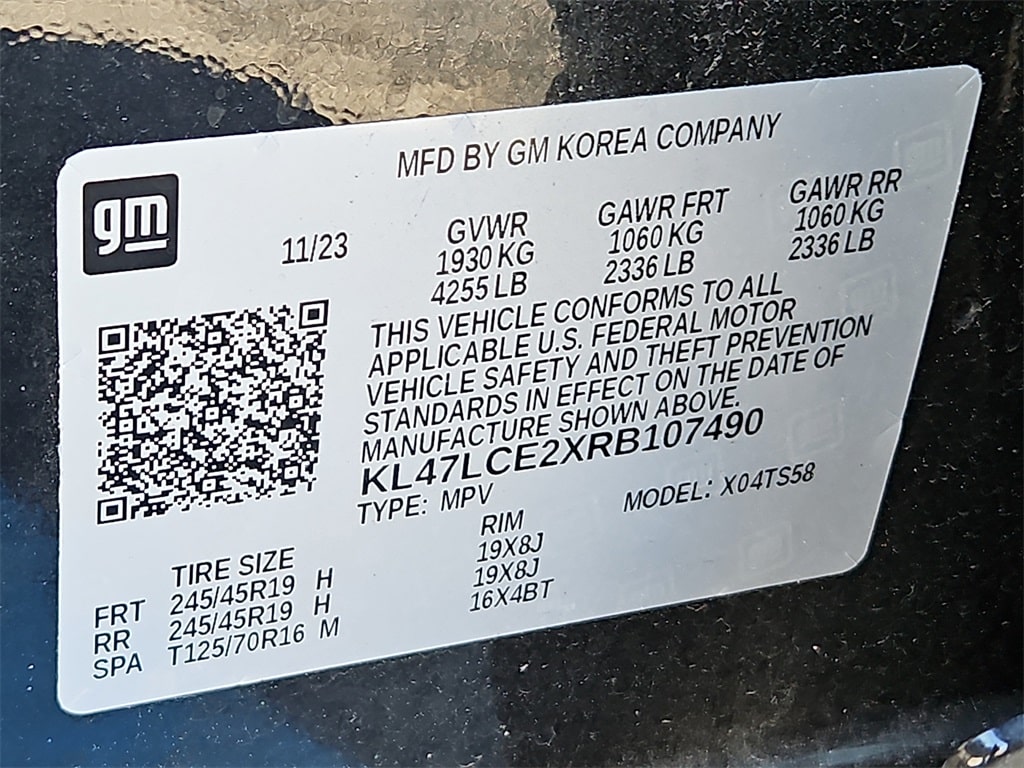 MFD BY GM KOREA COMPANY
gm
11/23
GVWR
1930 KG
4255 LB
GAWR FRT
1060 KG
2336 LB
GAWR RR
1060 KG
2336 LB
THIS VEHICLE CONFORMS TO ALL
APPLICABLE U.S. FEDERAL MOTOR
VEHICLE SAFETY AND THEFT PREVENTION
STANDARDS IN EFFECT ON THE DATE OF
MANUFACTURE SHOWN ABOVE.
KL47LCE2XRB107490
TYPE: MPV MODEL: X04TS58
TIRE SIZE RIM
FRT 245/45R19 H 19X8J
RR 245/45R19 H 19X8J
SPA T125/70R16 M 16X4BT